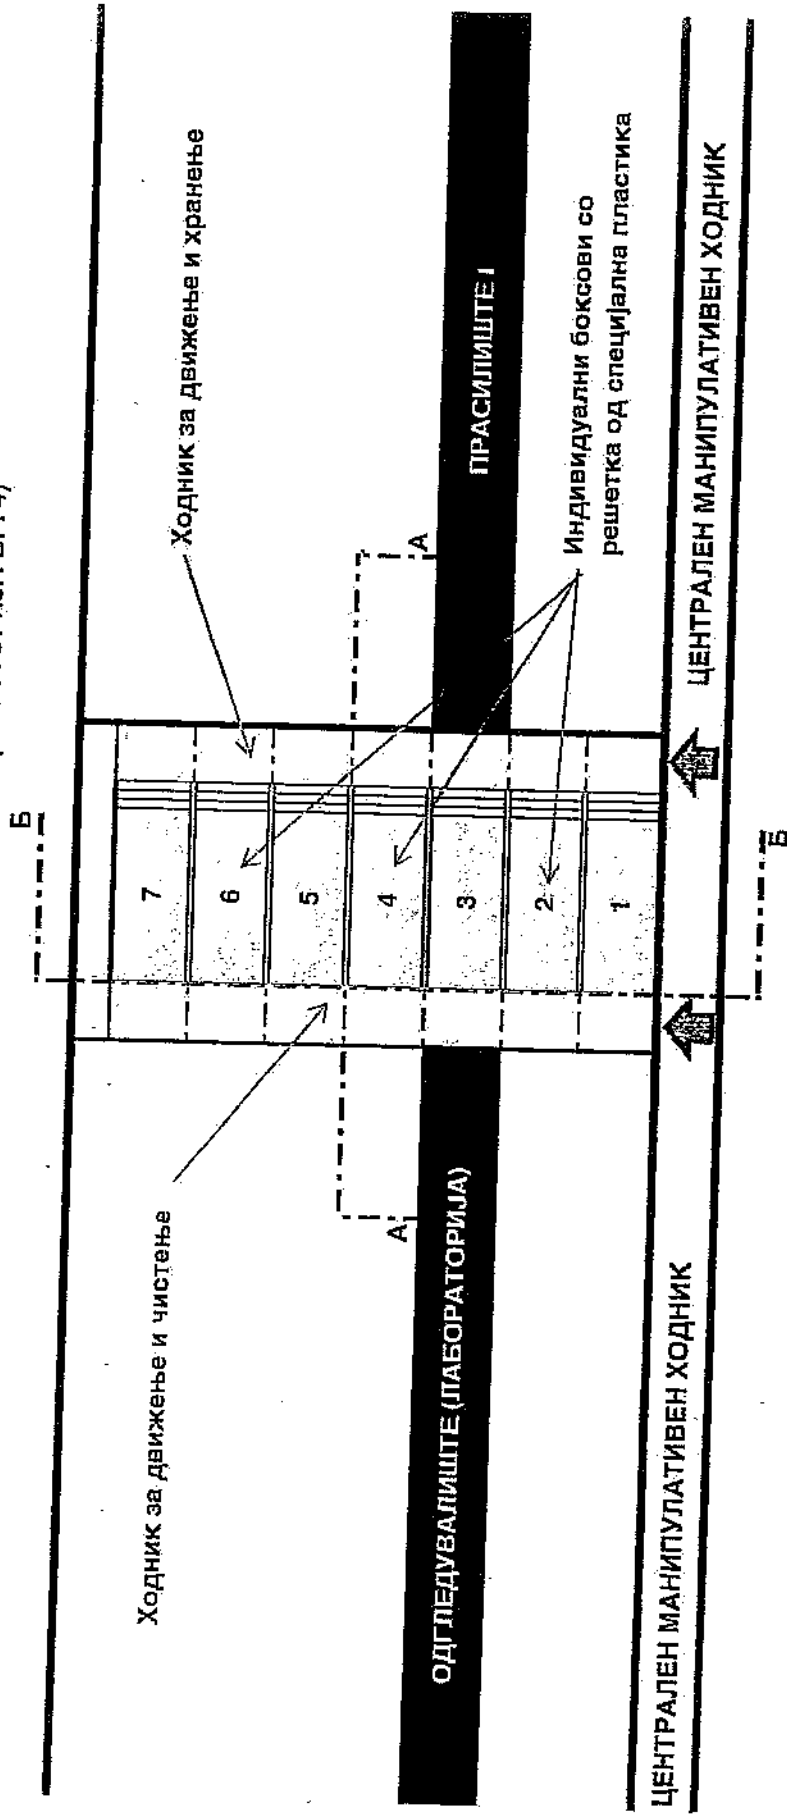 Б
Ходник за движење и чистење
Ходник за движење и хранење
7
6
5
4
3
2
1
А
А
ОДГЛЕДУВАЛИШТЕ (ЛАБОРАТОРИЈА)
ПРАСИЛИШТЕ I
Индивидуални боксови со
решетка од специјална пластика
ЦЕНТРАЛЕН МАНИПУЛАТИВЕН ХОДНИК
ЦЕНТРАЛЕН МАНИПУЛАТИВЕН ХОДНИК
Б